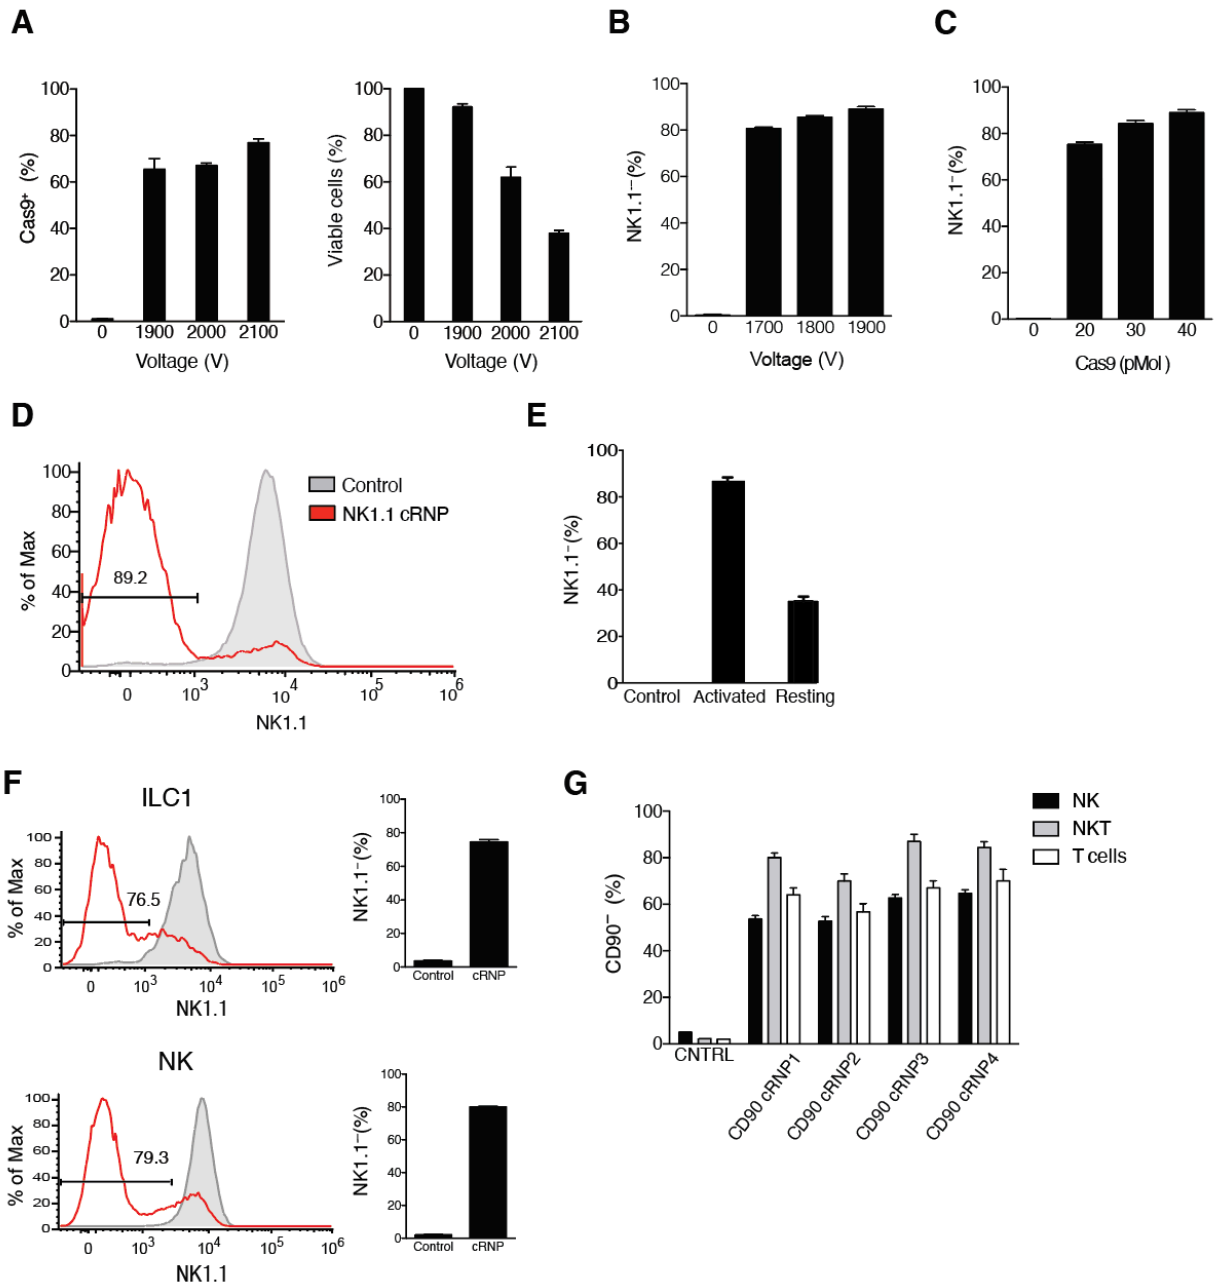 A
B
C
100
80
60
40
20
0
Cas9⁺ (%)
0 1900 2000 2100
Voltage (V)
100
80
60
40
20
0
Viable cells (%)
0 1900 2000 2100
Voltage (V)
100
80
60
40
20
0
NK1.1⁻(%)
0 1700 1800 1900
Voltage (V)
100
80
60
40
20
0
NK1.1⁻(%)
0 20 30 40
Cas9 (pMol)
D
E
100
80
60
40
20
0
% of Max
89.2
Control
NK1.1 cRNP
0 10³ 10⁴ 10⁵ 10⁶
NK1.1
100
80
60
40
20
0
NK1.1⁻(%)
Control Activated Resting
F
G
ILC1
100
80
60
40
20
0
% of Max
76.5
0 10³ 10⁴ 10⁵ 10⁶
NK1.1
100
80
60
40
20
0
NK1.1⁻(%)
Control cRNP
NK
100
80
60
40
20
0
% of Max
79.3
0 10³ 10⁴ 10⁵ 10⁶
NK1.1
100
80
60
40
20
0
NK1.1⁻(%)
Control cRNP
100
80
60
40
20
0
CD90⁻ (%)
CNTRL
CD90 cRNP1
CD90 cRNP2
CD90 cRNP3
CD90 cRNP4
NK
NKT
T cells